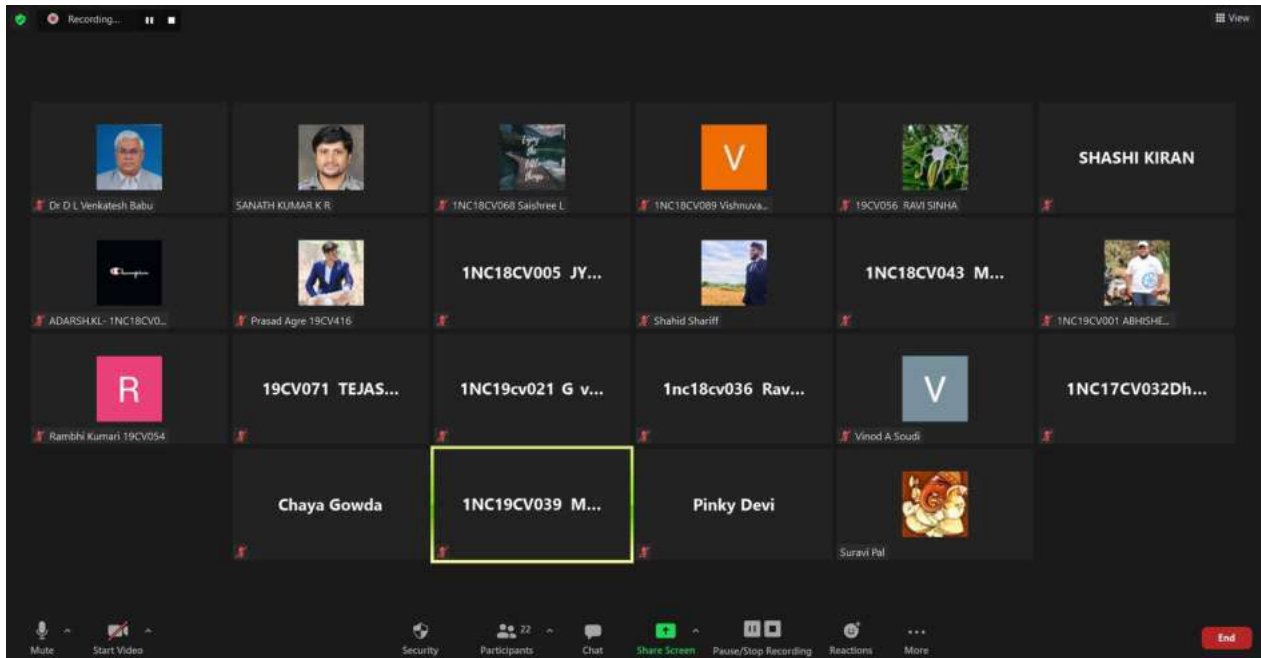 Recording...
View
Dr D L Venkatesh Babu
SANATH KUMAR K R
1NC18CV068 Saishree L
V
1NC18CV089 Vishnuva...
19CV056 RAVI SINHA
SHASHI KIRAN
Champion
ADARSH.KL- 1NC18CV0...
Prasad Agre 19CV416
1NC18CV005 JY...
Shahid Shariff
1NC18CV043 M...
1NC19CV001 ABHISHE...
R
Rambhi Kumari 19CV054
19CV071 TEJAS...
1NC19cv021 G v...
1nc18cv036 Rav...
V
Vinod A Soudi
1NC17CV032Dh...
Chaya Gowda
1NC19CV039 M...
Pinky Devi
Suravi Pal
Mute
Start Video
Security
Participants
22
Chat
Share Screen
Pause/Stop Recording
Reactions
More
End